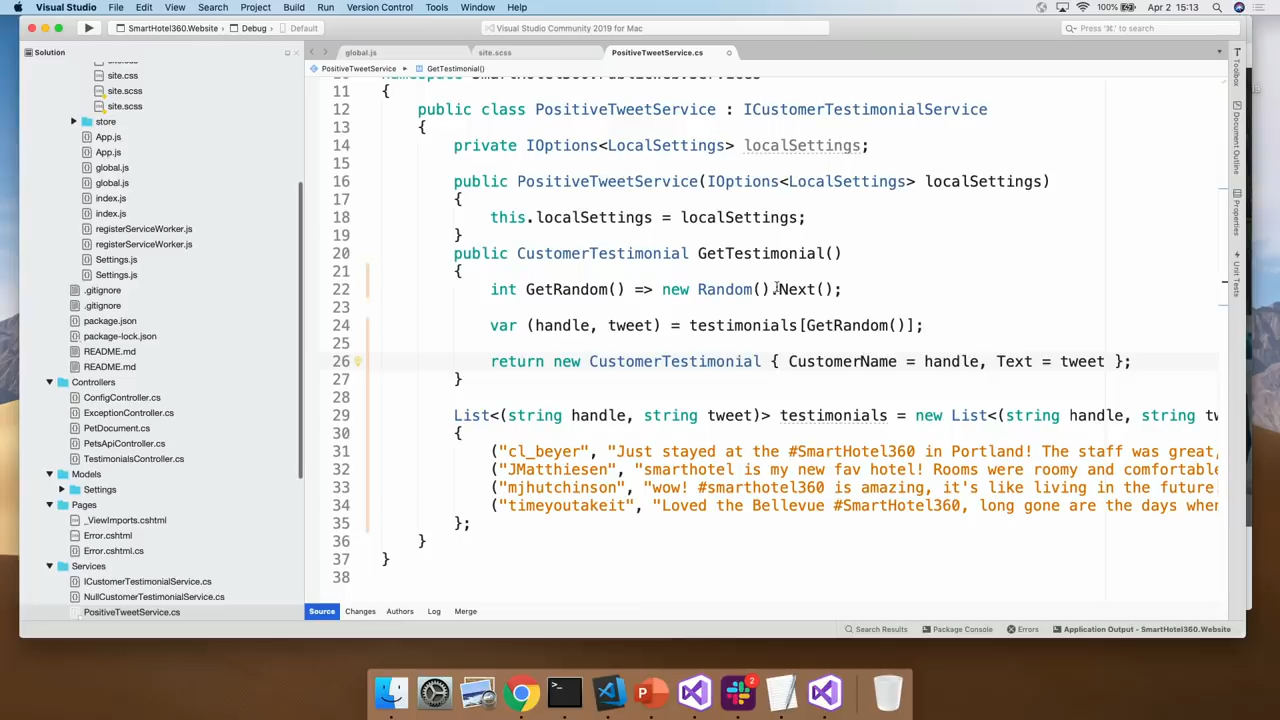 Visual Studio File Edit View Search Project Build Run Version Control Tools Window Help 100% Apr 2 15:13
SmartHotel360.Website Debug Default Visual Studio Community 2019 for Mac Press '⌘.' to search
Solution
global.js site.scss PositiveTweetService.cs
PositiveTweetService GetTestimonial()
site.css
site.css
site.scss
site.scss
store
App.js
App.js
global.js
global.js
index.js
index.js
registerServiceWorker.js
registerServiceWorker.js
Settings.js
Settings.js
.gitignore
.gitignore
package.json
package-lock.json
README.md
README.md
Controllers
ConfigController.cs
ExceptionController.cs
PetDocument.cs
PetsApiController.cs
TestimonialsController.cs
Models
Settings
Pages
_ViewImports.cshtml
Error.cshtml
Error.cshtml.cs
Services
ICustomerTestimonialService.cs
NullCustomerTestimonialService.cs
PositiveTweetService.cs
11 {
12 public class PositiveTweetService : ICustomerTestimonialService
13 {
14 private IOptions<LocalSettings> localSettings;
15
16 public PositiveTweetService(IOptions<LocalSettings> localSettings)
17 {
18 this.localSettings = localSettings;
19 }
20 public CustomerTestimonial GetTestimonial()
21 {
22 int GetRandom() => new Random().Next();
23
24 var (handle, tweet) = testimonials[GetRandom()];
25
26 return new CustomerTestimonial { CustomerName = handle, Text = tweet };
27 }
28
29 List<(string handle, string tweet)> testimonials = new List<(string handle, string tw
30 {
31 ("cl_beyer", "Just stayed at the #SmartHotel360 in Portland! The staff was great,
32 ("JMatthiesen", "smarthotel is my new fav hotel! Rooms were roomy and comfortable
33 ("mjhutchinson", "wow! #smarthotel360 is amazing, it's like living in the future
34 ("timeyoutakeit", "Loved the Bellevue #SmartHotel360, long gone are the days wher
35 };
36 }
37 }
38
Toolbox
Document Outline
Properties
Unit Tests
Source Changes Authors Log Merge
Search Results Package Console Errors Application Output - SmartHotel360.Website
2